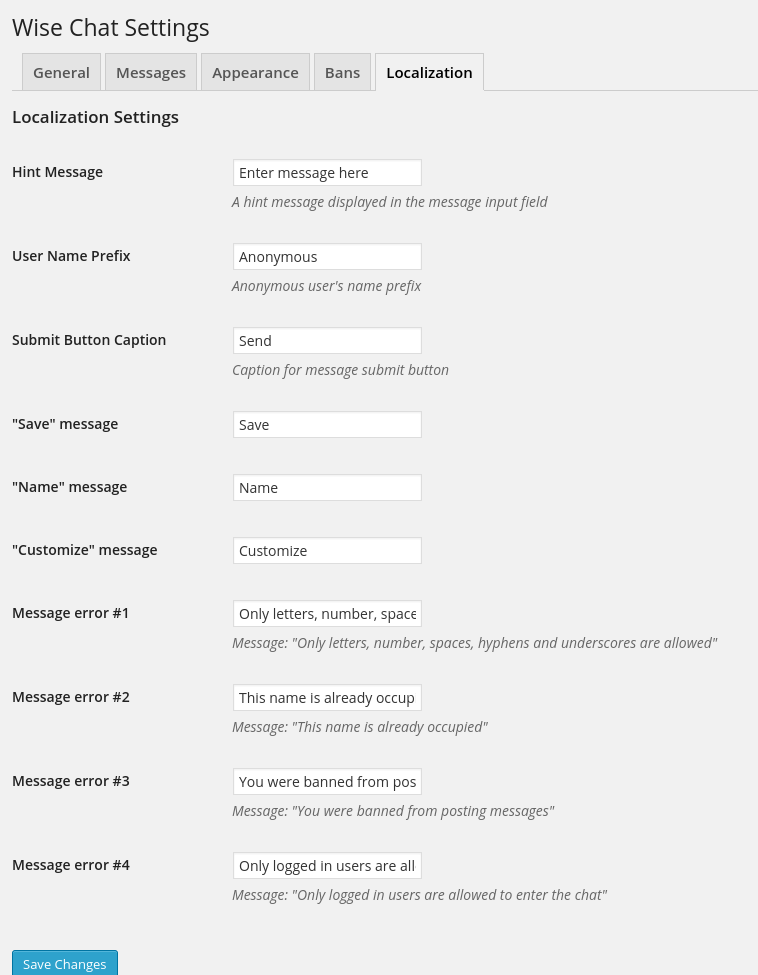 Wise Chat Settings
General Messages Appearance Bans Localization
Localization Settings
Hint Message Enter message here
A hint message displayed in the message input field
User Name Prefix Anonymous
Anonymous user's name prefix
Submit Button Caption Send
Caption for message submit button
"Save" message Save
"Name" message Name
"Customize" message Customize
Message error #1 Only letters, number, space
Message: "Only letters, number, spaces, hyphens and underscores are allowed"
Message error #2 This name is already occup
Message: "This name is already occupied"
Message error #3 You were banned from pos
Message: "You were banned from posting messages"
Message error #4 Only logged in users are all
Message: "Only logged in users are allowed to enter the chat"
Save Changes